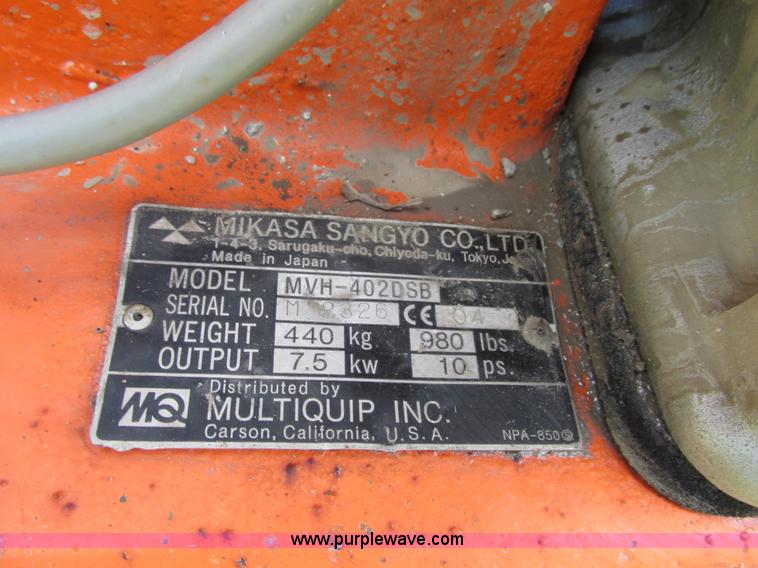 MIKASA SANGYO CO.,LTD.
1-4-3, Sarugaku-cho, Chiyoda-ku, Tokyo,
Made in Japan
MODEL MVH-402DSB
SERIAL NO. CE 04
WEIGHT 440 kg 980 lbs.
OUTPUT 7.5 kw 10 ps.
MQ Distributed by
MULTIQUIP INC.
Carson, California, U.S.A. NPA-850
www.purplewave.com